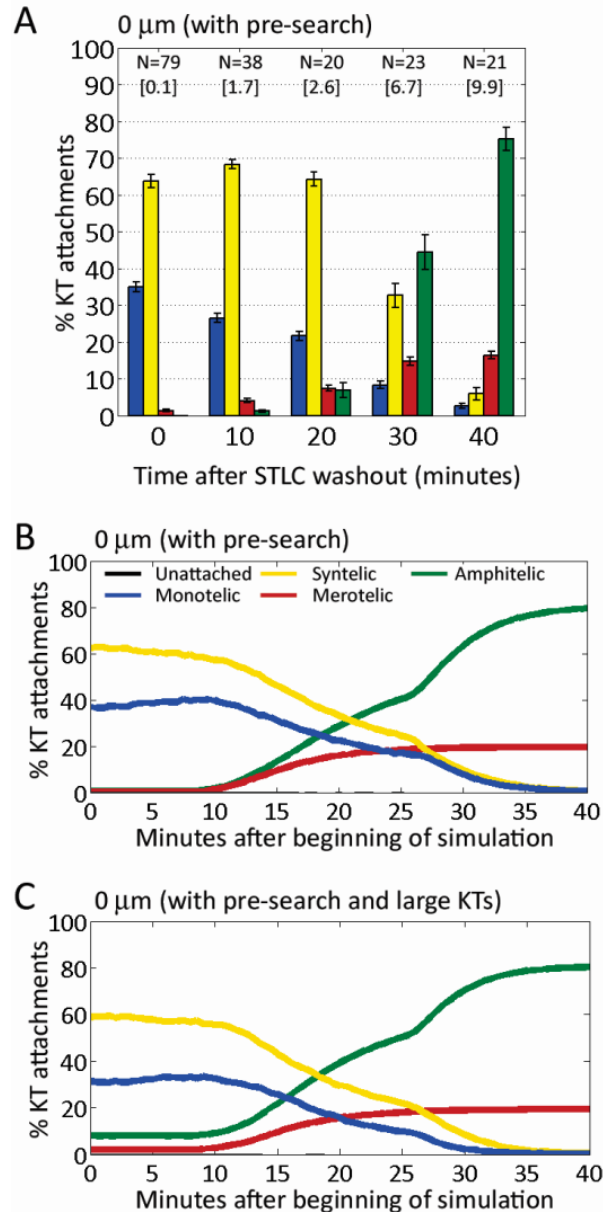 A
0 μm (with pre-search)
% KT attachments
100
90
80
70
60
50
40
30
20
10
0
N=79 N=38 N=20 N=23 N=21
[0.1] [1.7] [2.6] [6.7] [9.9]
0 10 20 30 40
Time after STLC washout (minutes)
B
0 μm (with pre-search)
% KT attachments
100
80
60
40
20
0
Unattached Syntelic Amphitelic
Monotelic Merotelic
0 5 10 15 20 25 30 35 40
Minutes after beginning of simulation
C
0 μm (with pre-search and large KTs)
% KT attachments
100
80
60
40
20
0
0 5 10 15 20 25 30 35 40
Minutes after beginning of simulation